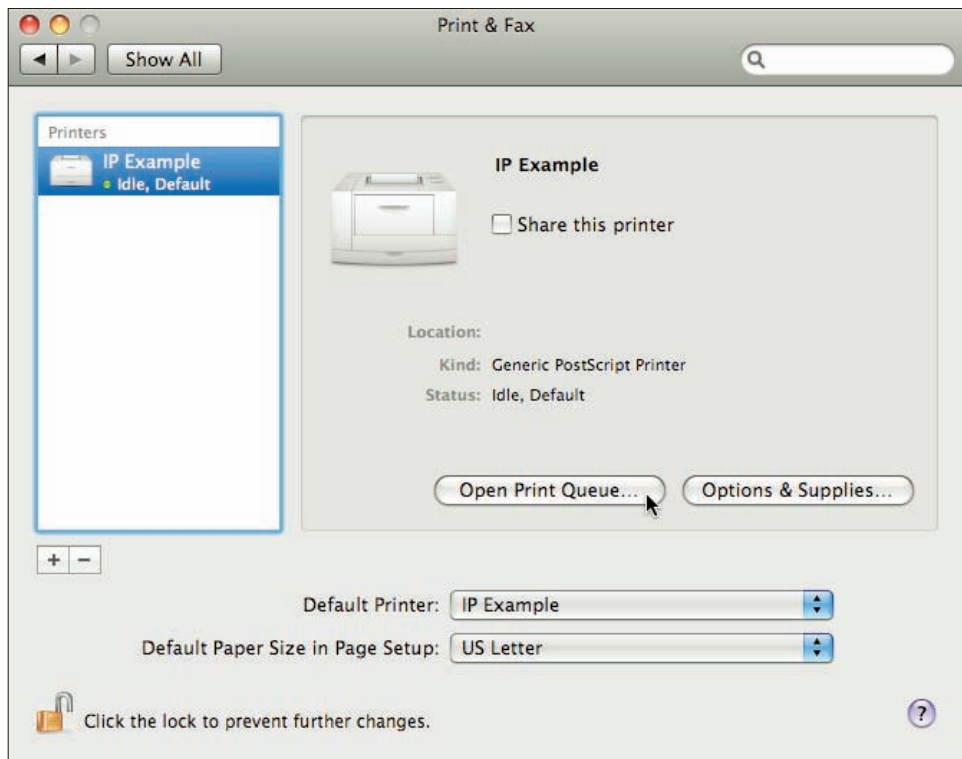 Print & Fax
Show All
Printers
IP Example
Idle, Default
IP Example
Share this printer
Location:
Kind: Generic PostScript Printer
Status: Idle, Default
Open Print Queue...
Options & Supplies...
+ −
Default Printer: IP Example
Default Paper Size in Page Setup: US Letter
Click the lock to prevent further changes.
?